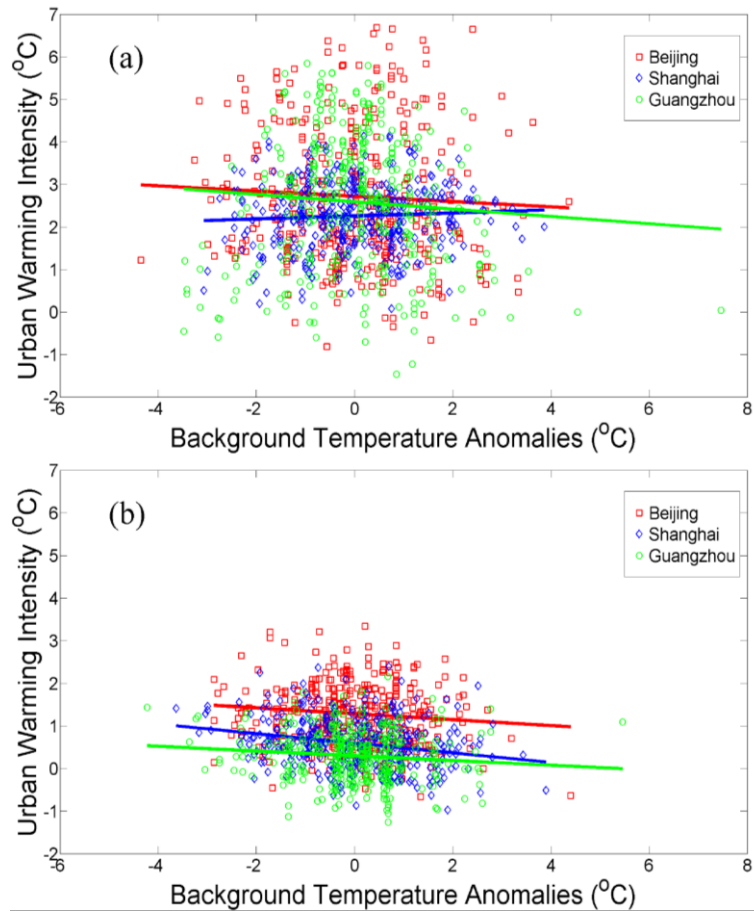 7
6
5
4
3
2
1
0
-1
-2
Urban Warming Intensity (°C)
(a)
Beijing
Shanghai
Guangzhou
-6 -4 -2 0 2 4 6 8
Background Temperature Anomalies (°C)
7
6
5
4
3
2
1
0
-1
-2
Urban Warming Intensity (°C)
(b)
Beijing
Shanghai
Guangzhou
-6 -4 -2 0 2 4 6 8
Background Temperature Anomalies (°C)